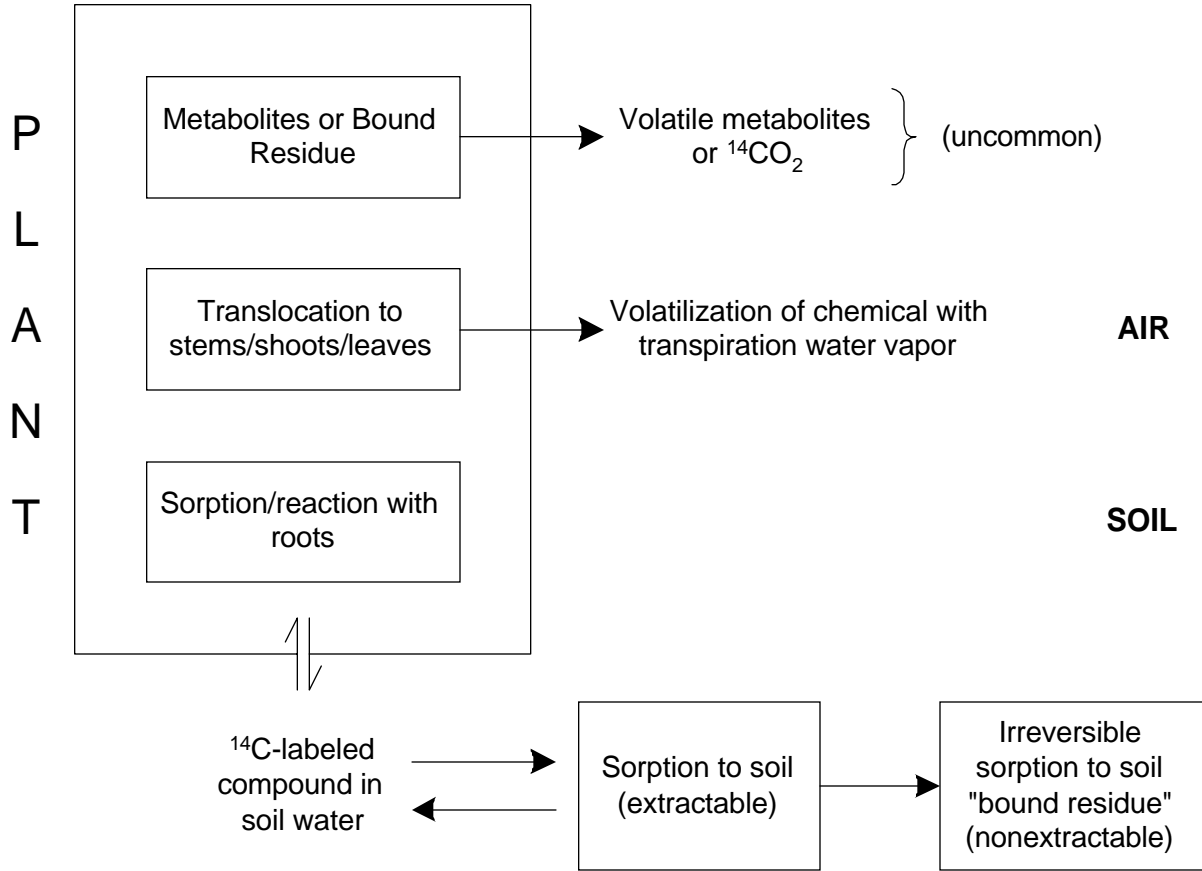 P
L
A
N
T
Metabolites or Bound
Residue
Volatile metabolites
or ¹⁴CO₂
(uncommon)
Translocation to
stems/shoots/leaves
Volatilization of chemical with
transpiration water vapor
AIR
Sorption/reaction with
roots
SOIL
¹⁴C-labeled
compound in
soil water
Sorption to soil
(extractable)
Irreversible
sorption to soil
"bound residue"
(nonextractable)